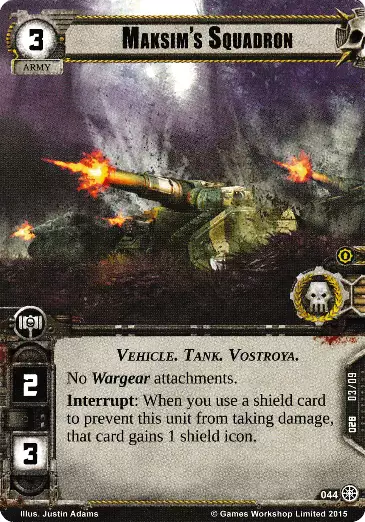 3
MAKSIM'S SQUADRON
ARMY
VEHICLE. TANK. VOSTROYA.
2
No Wargear attachments.
Interrupt: When you use a shield card
to prevent this unit from taking damage,
that card gains 1 shield icon.
3
028 03/09
044
Illus. Justin Adams
© Games Workshop Limited 2015